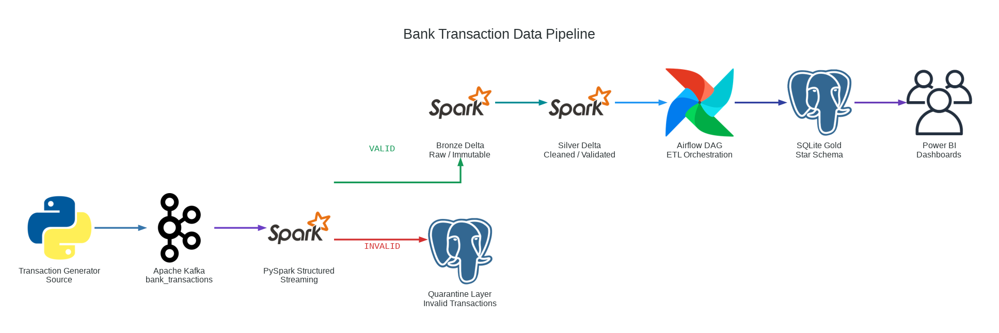 Bank Transaction Data Pipeline
Spark
Spark
Bronze Delta
Raw / Immutable
Silver Delta
Cleaned / Validated
Airflow DAG
ETL Orchestration
SQLite Gold
Star Schema
Power BI
Dashboards
VALID
Spark
INVALID
Transaction Generator
Source
Apache Kafka
bank_transactions
PySpark Structured
Streaming
Quarantine Layer
Invalid Transactions